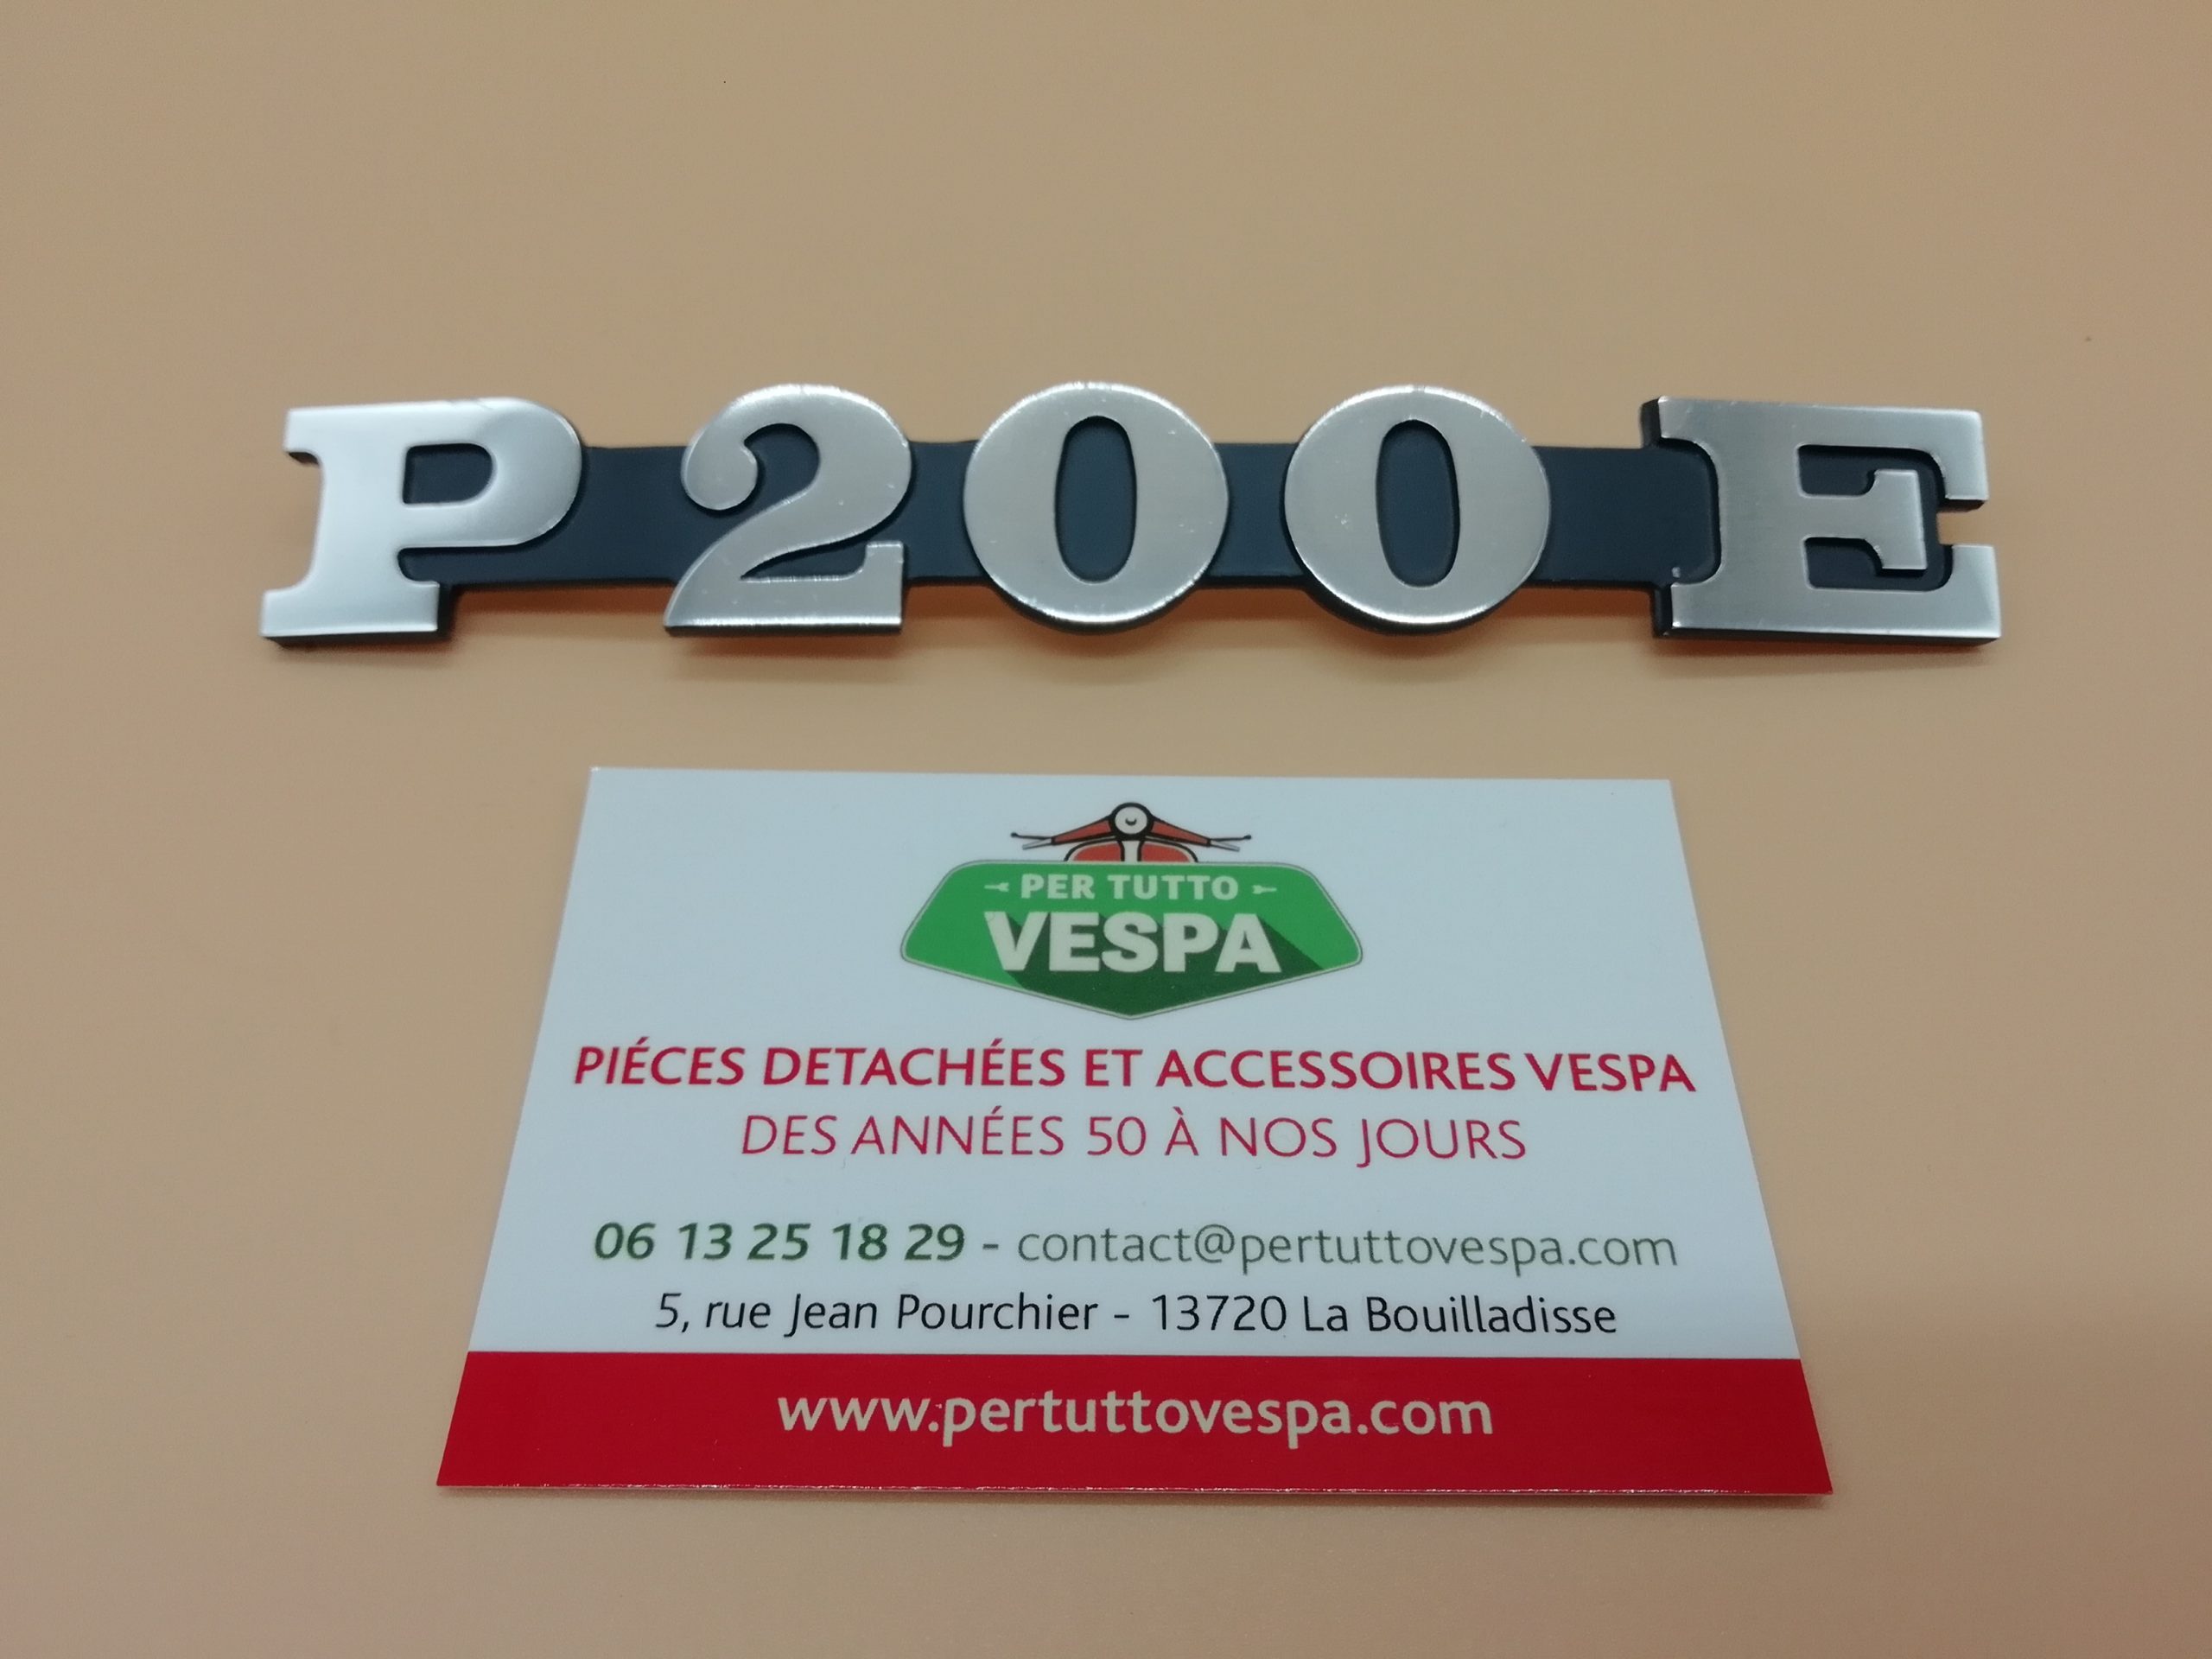 P200E
PER TUTTO
VESPA
PIÉCES DETACHÉES ET ACCESSOIRES VESPA
DES ANNÉES 50 À NOS JOURS
06 13 25 18 29 - contact@pertuttovespa.com
5, rue Jean Pourchier - 13720 La Bouilladisse
www.pertuttovespa.com